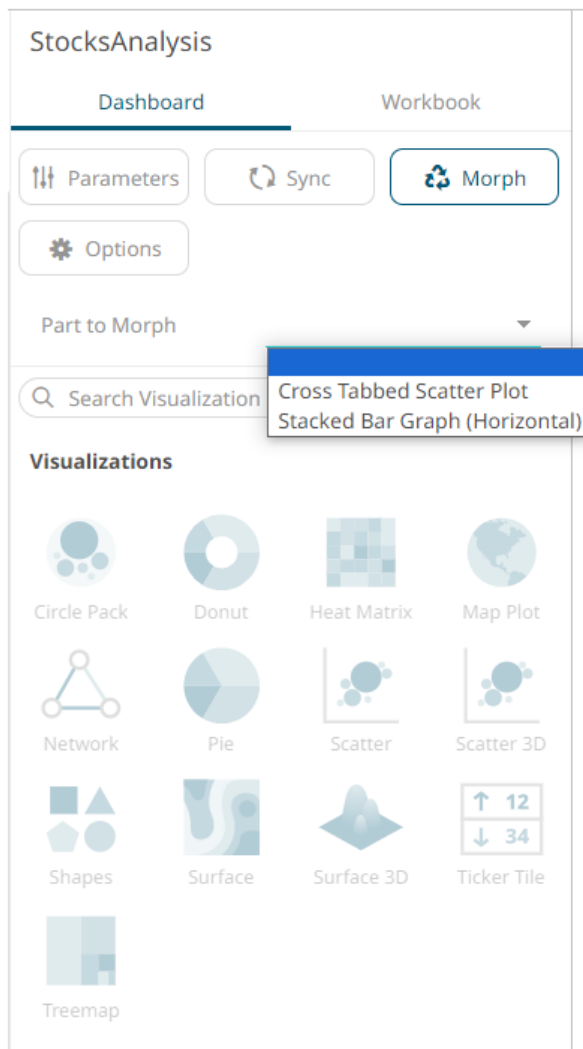 StocksAnalysis
Dashboard Workbook
Parameters Sync Morph
Options
Part to Morph
Cross Tabbed Scatter Plot
Search Visualization
Stacked Bar Graph (Horizontal)
Visualizations
Circle Pack Donut Heat Matrix Map Plot
Network Pie Scatter Scatter 3D
↑ 12
↓ 34
Shapes Surface Surface 3D Ticker Tile
Treemap